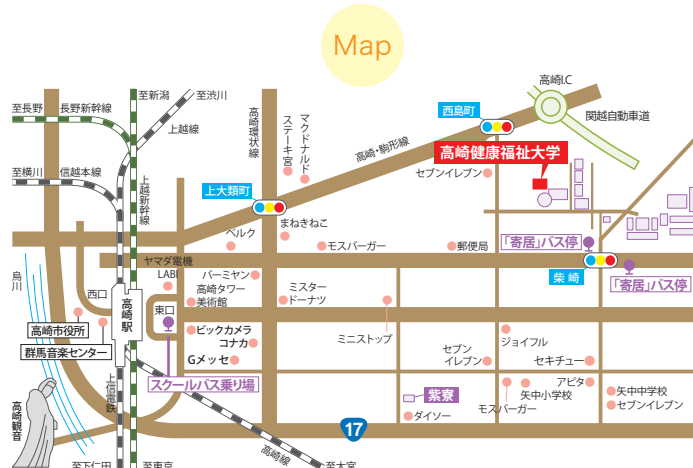 Map
至新潟
至渋川
至長野
長野新幹線
上越線
至横川
信越本線
上越新幹線
高崎環状線
ステーキ宮
マクドナルド
高崎・駒形線
西島町
高崎I.C
関越自動車道
高崎健康福祉大学
セブンイレブン
上大類町
まねきねこ
ベルク
モスバーガー
郵便局
「寄居」バス停
柴崎
「寄居」バス停
ヤマダ電機
LABI
バーミヤン
高崎タワー
美術館
ミスター
ドーナツ
烏川
西口
高崎駅
東口
高崎市役所
群馬音楽センター
ビックカメラ
コナカ
Gメッセ
スクールバス乗り場
ミニストップ
ジョイフル
セブン
イレブン
セキチュー
アピタ
モスバーガー
矢中小学校
矢中中学校
セブンイレブン
紫寮
ダイソー
17
高崎観音
上信電鉄
高崎線
至下仁田
至東京
至大宮